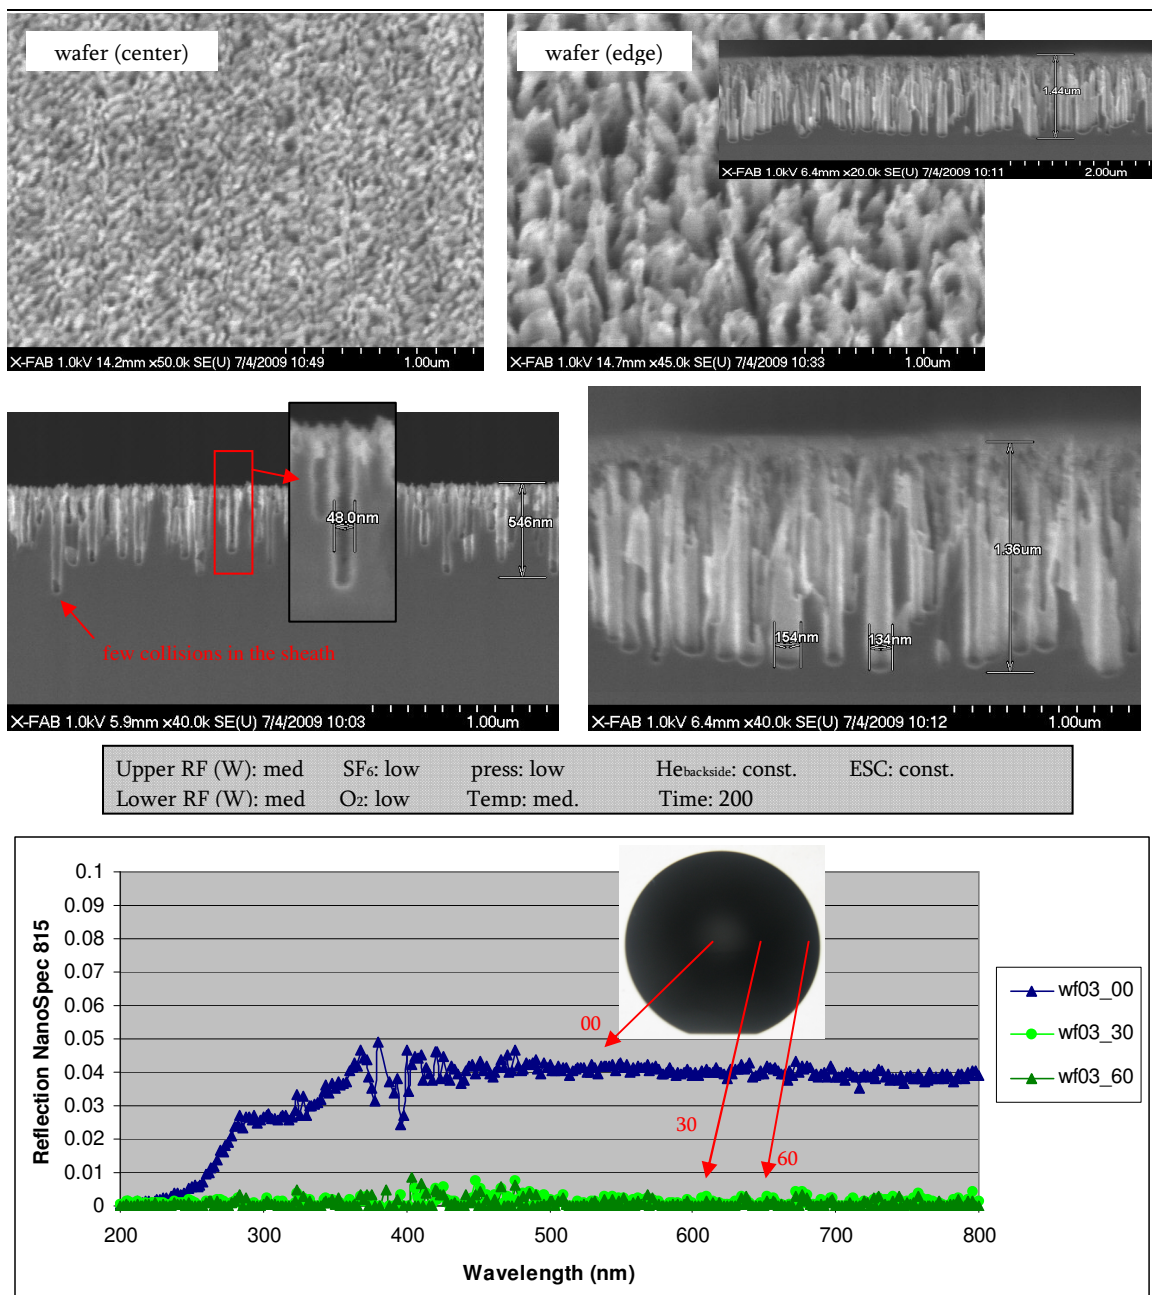 wafer (center)
X-FAB 1.0kV 14.2mm x50.0k SE(U) 7/4/2009 10:49 1.00um
wafer (edge)
1.44um
X-FAB 1.0kV 6.4mm x20.0k SE(U) 7/4/2009 10:11 2.00um
X-FAB 1.0kV 14.7mm x45.0k SE(U) 7/4/2009 10:33 1.00um
48.0nm
546nm
few collisions in the sheath
X-FAB 1.0kV 5.9mm x40.0k SE(U) 7/4/2009 10:03 1.00um
1.36um
154nm 134nm
X-FAB 1.0kV 6.4mm x40.0k SE(U) 7/4/2009 10:12 1.00um
Upper RF (W): med SF6: low press: low Hebackside: const. ESC: const.
Lower RF (W): med O2: low Temp: med. Time: 200
Reflection NanoSpec 815
0.1
0.09
0.08
0.07
0.06
0.05
0.04
0.03
0.02
0.01
0
00
30
60
200 300 400 500 600 700 800
Wavelength (nm)
wf03_00
wf03_30
wf03_60